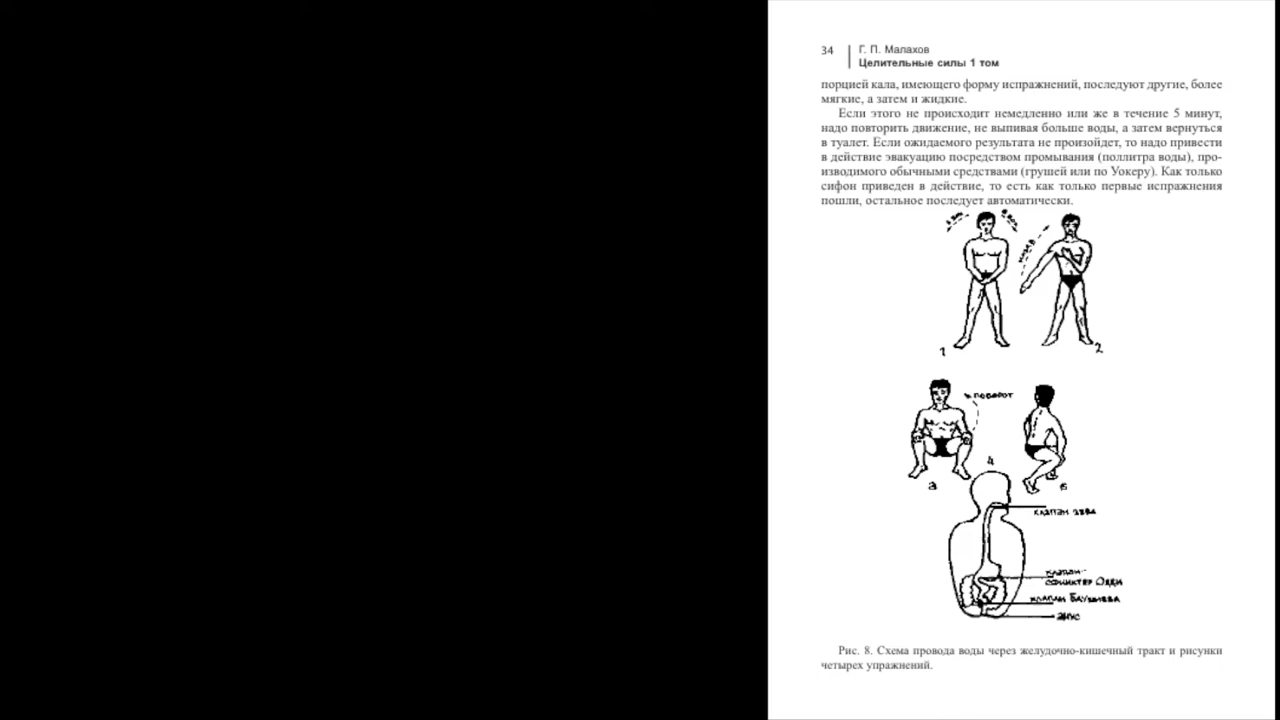 34
Г. П. Малахов
Целительные силы 1 том
порцией кала, имеющего форму испражнений, последуют другие, более
мягкие, а затем и жидкие.
Если этого не происходит немедленно или же в течение 5 минут,
надо повторить движение, не выпивая больше воды, а затем вернуться
в туалет. Если ожидаемого результата не произойдет, то надо привести
в действие эвакуацию посредством промывания (поллитра воды), про-
изводимого обычными средствами (грушей или по Уокеру). Как только
сифон приведен в действие, то есть как только первые испражнения
пошли, остальное последует автоматически.
1
2
поворот
4
а
клапан зева
клапан-
сфинктер Одди
клапан Баугиева
анус
Рис. 8. Схема провода воды через желудочно-кишечный тракт и рисунки
четырех упражнений.